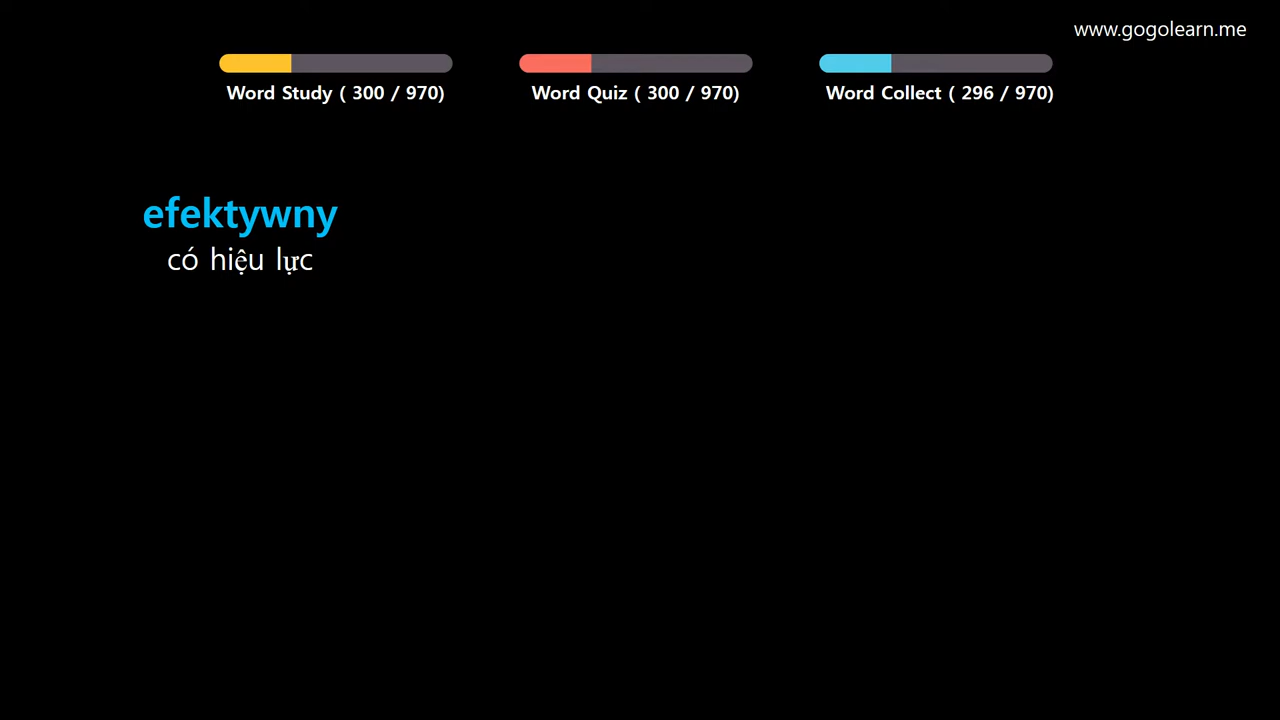 www.gogolearn.me
Word Study ( 300 / 970)
Word Quiz ( 300 / 970)
Word Collect ( 296 / 970)
efektywny
có hiệu lực